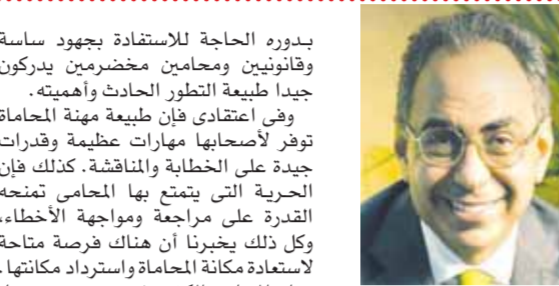 بدوره الحاجة للاستفادة بجهود ساسة
وقانونيين ومحامين مخضرمين يدركون
جيدا طبيعة التطور الحادث وأهميته.
وفى اعتقادى فإن طبيعة مهنة المحاماة
توفر لأصحابها مهارات عظيمة وقدرات
جيدة على الخطابة والمناقشة. كذلك فإن
الحرية التى يتمتع بها المحامى تمنحه
القدرة على مراجعة ومواجهة الأخطاء،
وكل ذلك يخبرنا أن هناك فرصة متاحة
لاستعادة مكانة المحاماة واسترداد مكانتها.